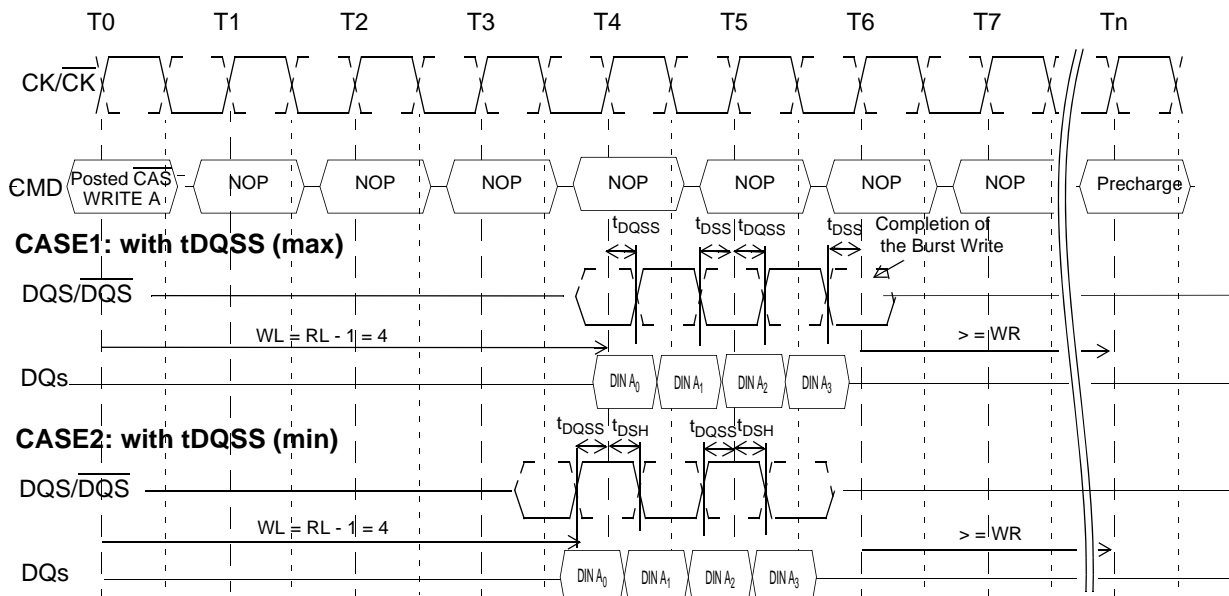 T0 T1 T2 T3 T4 T5 T6 T7 Tn
CK/CK
CMD
Posted CAS
WRITE A
NOP NOP NOP NOP NOP NOP NOP Precharge
CASE1: with tDQSS (max)
tDQSS tDSS tDQSS tDSS
Completion of
the Burst Write
DQS/DQS
WL = RL - 1 = 4
> = WR
DQs
DIN A0 DIN A1 DIN A2 DIN A3
CASE2: with tDQSS (min)
tDQSS tDSH tDQSS tDSH
DQS/DQS
WL = RL - 1 = 4
> = WR
DQs
DIN A0 DIN A1 DIN A2 DIN A3